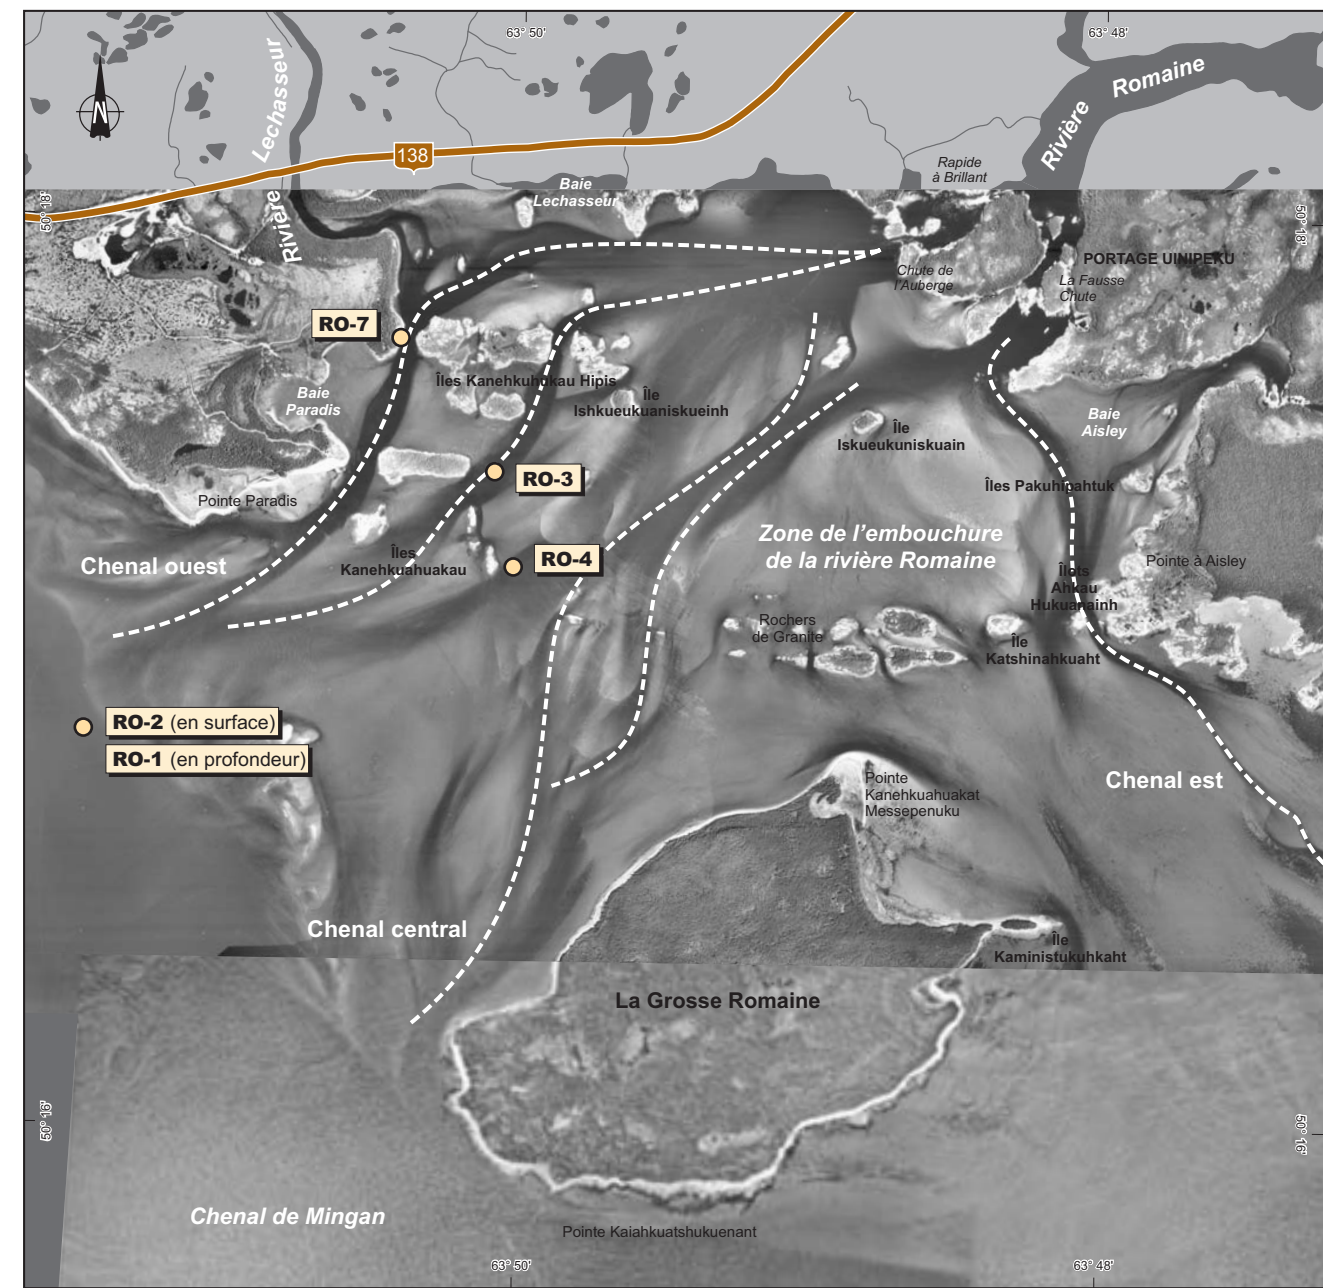 63° 50'
63° 48'
Rivière
Lechasseur
138
Rivière
Romaine
50° 18'
50° 18'
Baie
Lechasseur
Rapide
à Brillant
Chute de
l'Auberge
PORTAGE UINIPEKU
La Fausse
Chute
RO-7
Îles Kanehkuhukau Hipis
Île
Ishkueukuaniskueinh
Baie
Paradis
Île
Iskueukuniskuain
Baie
Aisley
RO-3
Îles Pakuhipahtuk
Pointe Paradis
Zone de l'embouchure
de la rivière Romaine
Chenal ouest
Îles
Kanehkuahuakau
RO-4
Îlets
Ahkau
Hukuanainh
Pointe à Aisley
Rochers
de Granite
Île
Katshinahkuaht
RO-2 (en surface)
RO-1 (en profondeur)
Pointe
Kanehkuahuakat
Messepenuku
Chenal est
Chenal central
Île
Kaministukuhkaht
La Grosse Romaine
50° 16'
50° 16'
Chenal de Mingan
Pointe Kaiahkuatshukuenant
63° 50'
63° 48'
N